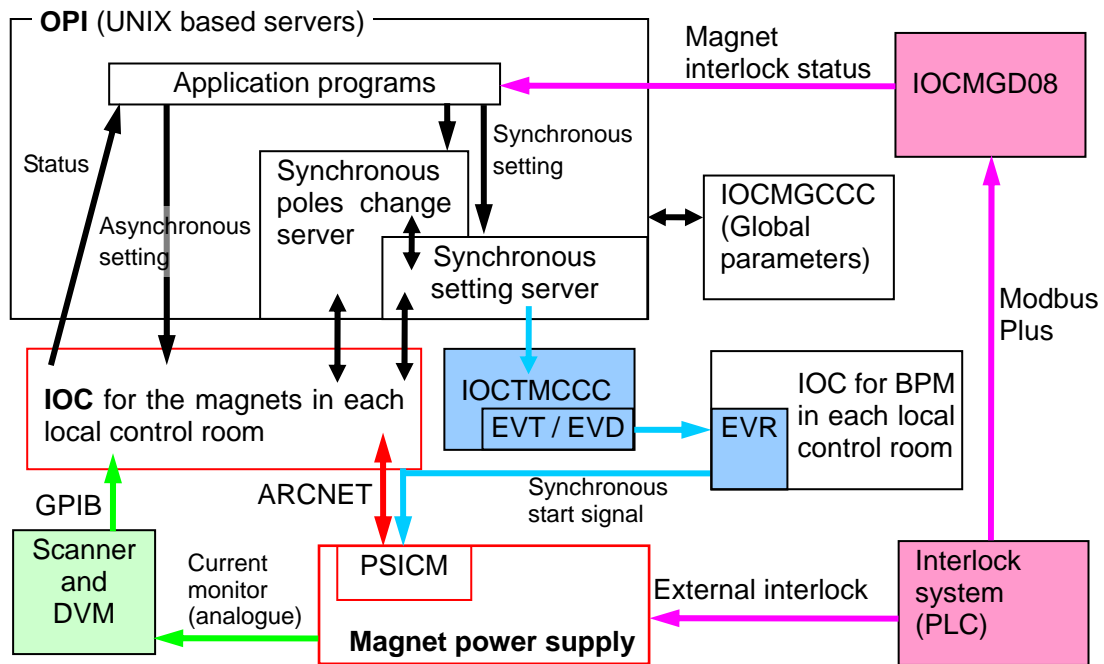 OPI (UNIX based servers)
Application programs
Magnet
interlock status
IOCMGD08
Status
Asynchronous
setting
Synchronous
poles change
server
Synchronous
setting
Synchronous
setting server
IOCMGCCC
(Global
parameters)
Modbus
Plus
IOC for the magnets in each
local control room
IOCTMCCC
EVT / EVD
EVR
IOC for BPM
in each local
control room
GPIB
ARCNET
Synchronous
start signal
Scanner
and
DVM
Current
monitor
(analogue)
PSICM
Magnet power supply
External interlock
Interlock
system
(PLC)